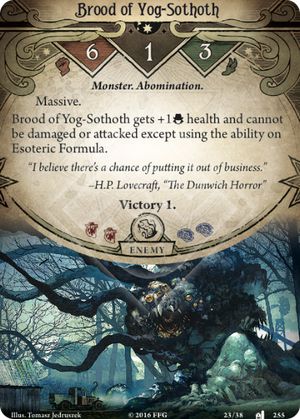 Brood of Yog-Sothoth
6 1 3
Monster. Abomination.
Massive.
Brood of Yog-Sothoth gets +1 health and cannot
be damaged or attacked except using the ability on
Esoteric Formula.
“I believe there's a chance of putting it out of business.”
–H.P. Lovecraft, “The Dunwich Horror”
Victory 1.
ENEMY
Illus. Tomasz Jedruszek
© 2016 FFG
23/38
255